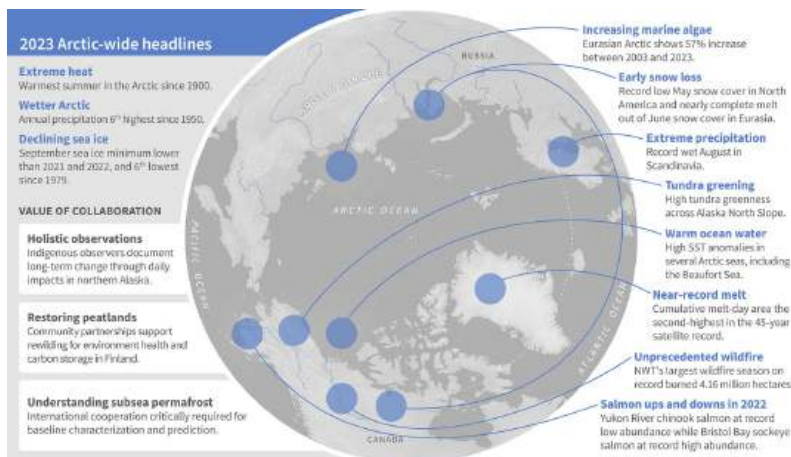 2023 Arctic-wide headlines
Extreme heat
Warmest summer in the Arctic since 1900.
Wetter Arctic
Annual precipitation 6th highest since 1950.
Declining sea ice
September sea ice minimum lower
than 2021 and 2022, and 6th lowest
since 1979.
VALUE OF COLLABORATION
Holistic observations
Indigenous observers document
long-term change through daily
impacts in northern Alaska.
Restoring peatlands
Community partnerships support
rewilding for environment health and
carbon storage in Finland.
Understanding subsea permafrost
International cooperation critically required for
baseline characterization and prediction.
RUSSIA
ARCTIC OCEAN
PACIFIC OCEAN
ATLANTIC OCEAN
CANADA
Increasing marine algae
Eurasian Arctic shows 57% increase
between 2003 and 2023.
Early snow loss
Record low May snow cover in North
America and nearly complete melt
out of June snow cover in Eurasia.
Extreme precipitation
Record wet August in
Scandinavia.
Tundra greening
High tundra greenness
across Alaska North Slope.
Warm ocean water
High SST anomalies in
several Arctic seas, including
the Beaufort Sea.
Near-record melt
Cumulative melt-day area the
second-highest in the 45-year
satellite record.
Unprecedented wildfire
NWT's largest wildfire season on
record burned 4.16 million hectares
Salmon ups and downs in 2022
Yukon River chinook salmon at record
low abundance while Bristol Bay sockeye
salmon at record high abundance.